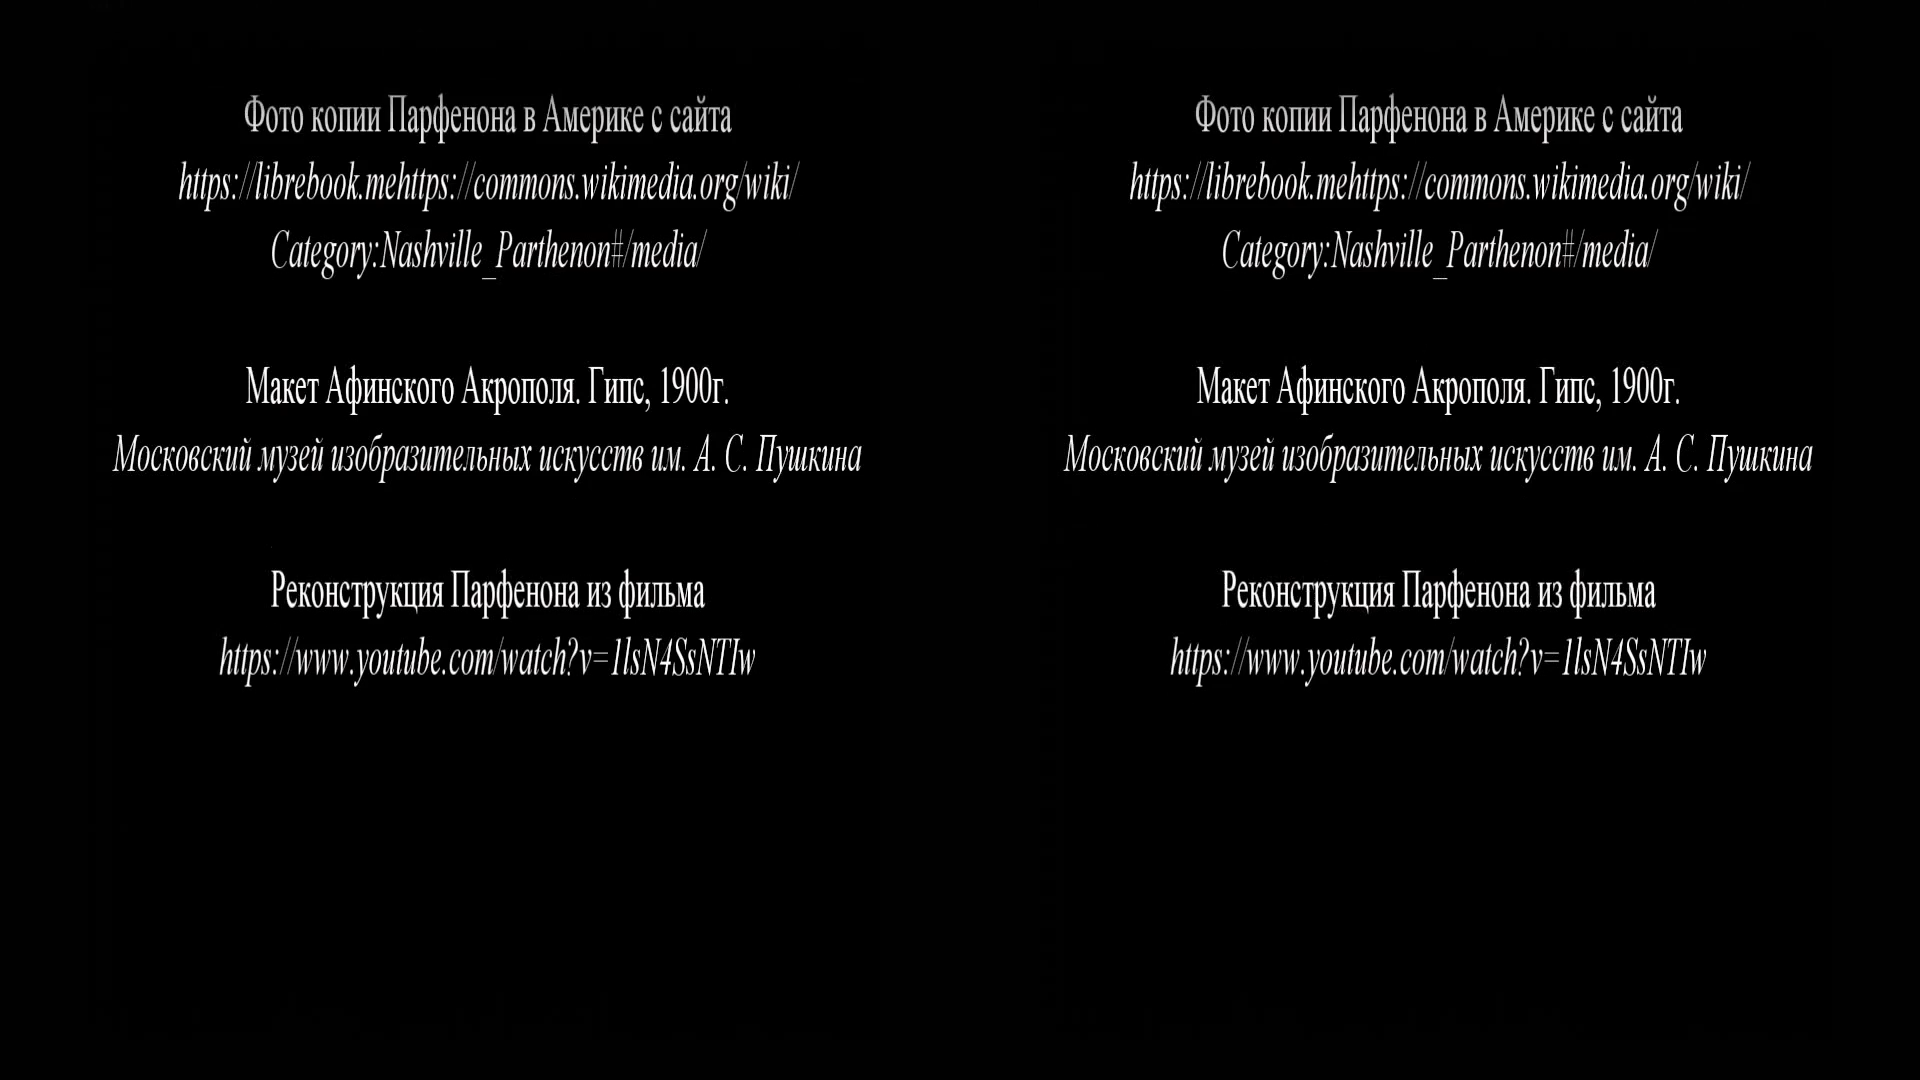 Фото копии Парфенона в Америке с сайта
https://librebook.mehttps://commons.wikimedia.org/wiki/
Category:Nashville_Parthenon#/media/
Макет Афинского Акрополя. Гипс, 1900г.
Московский музей изобразительных искусств им. А. С. Пушкина
Реконструкция Парфенона из фильма
https://www.youtube.com/watch?v=1lsN4SsNTIw
Фото копии Парфенона в Америке с сайта
https://librebook.mehttps://commons.wikimedia.org/wiki/
Category:Nashville_Parthenon#/media/
Макет Афинского Акрополя. Гипс, 1900г.
Московский музей изобразительных искусств им. А. С. Пушкина
Реконструкция Парфенона из фильма
https://www.youtube.com/watch?v=1lsN4SsNTIw